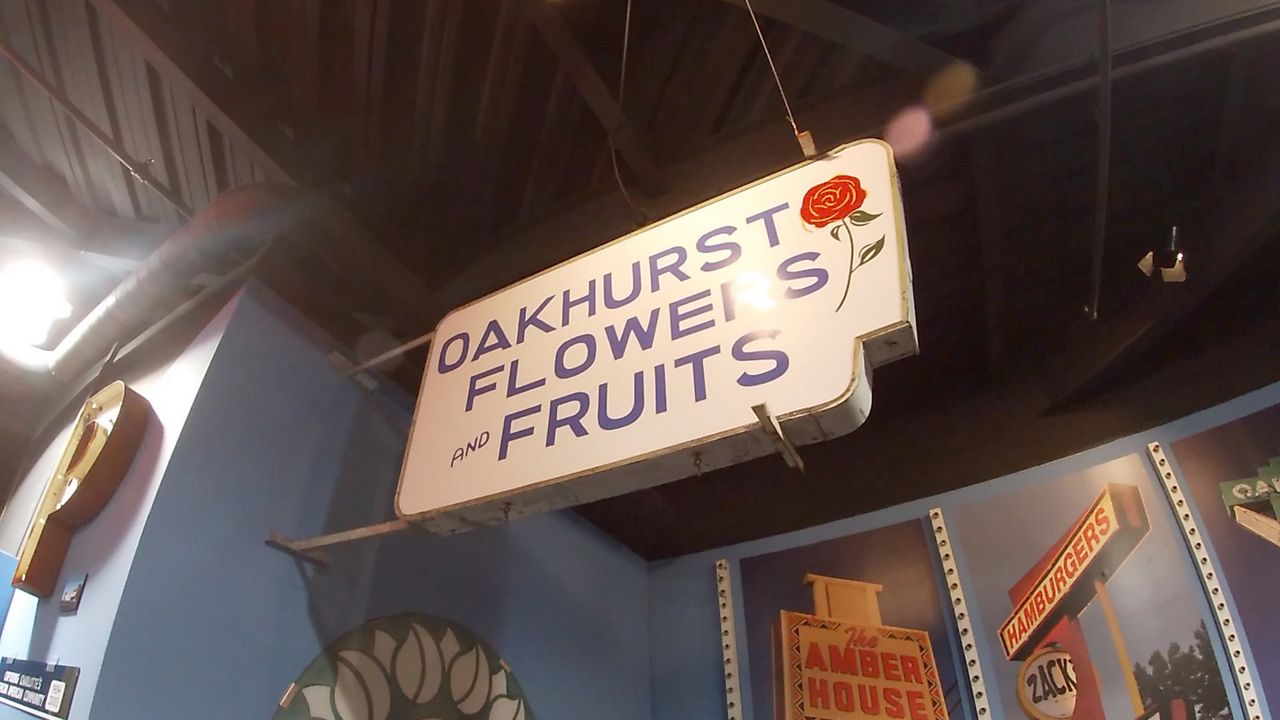 OAKHURST
FLOWERS
AND FRUITS
The
AMBER
HOUSE
HAMBURGERS
ZACK'S